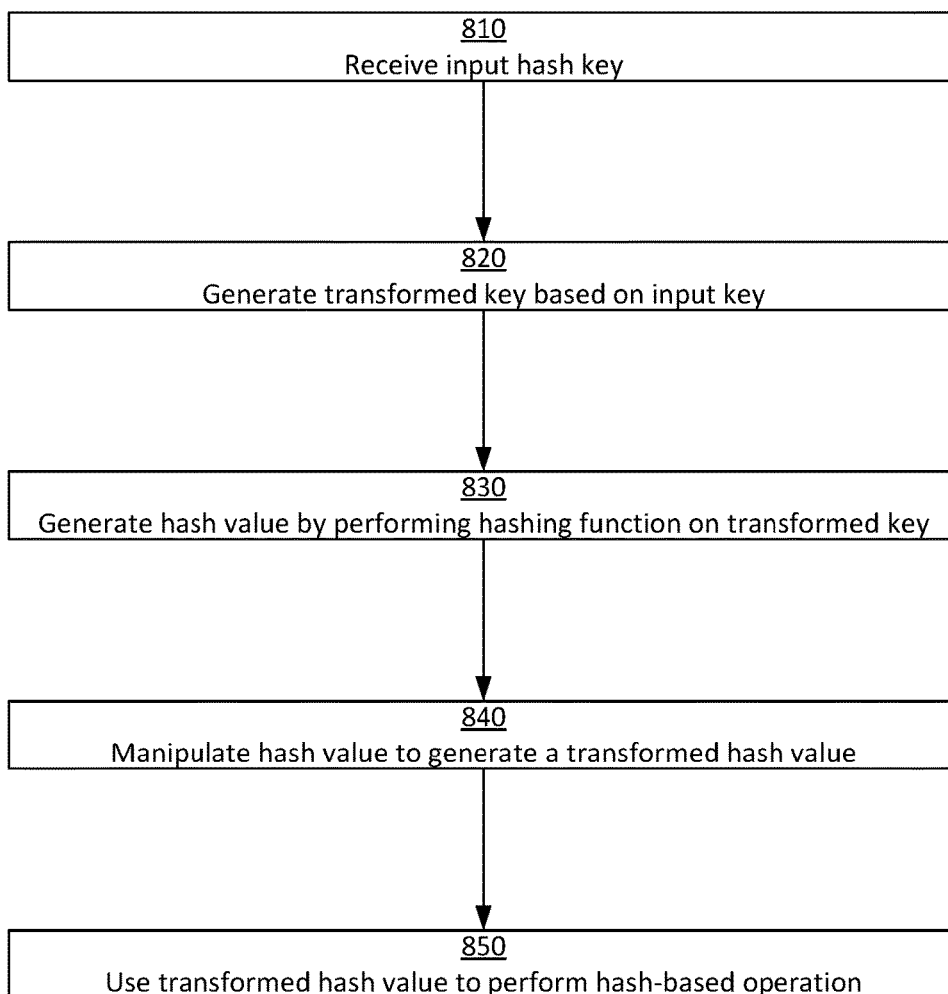 810
Receive input hash key
820
Generate transformed key based on input key
830
Generate hash value by performing hashing function on transformed key
840
Manipulate hash value to generate a transformed hash value
850
Use transformed hash value to perform hash-based operation